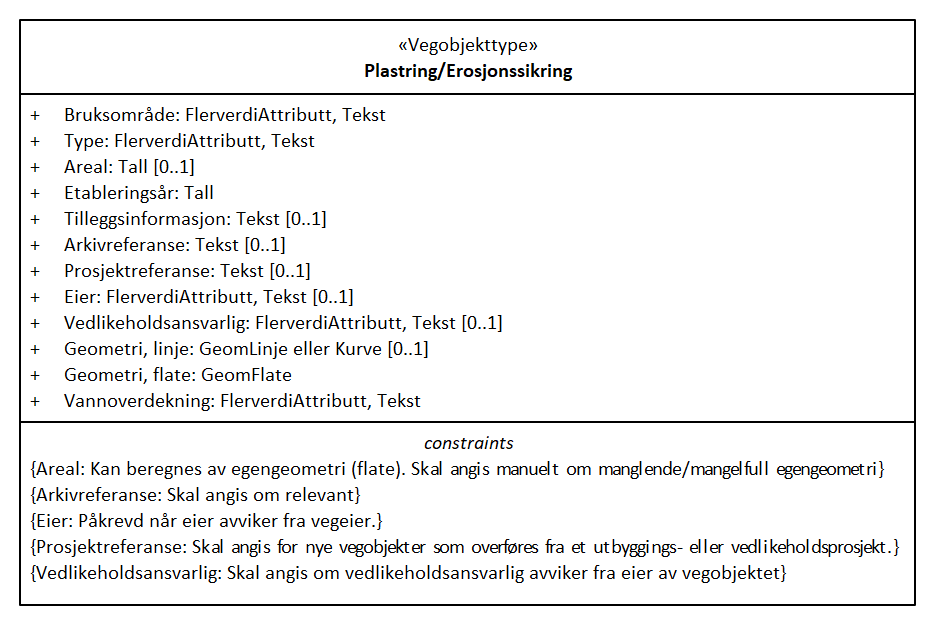 «Vegobjekttype»
Plastring/Erosjonssikring
+ Bruksområde: FlerverdiAttributt, Tekst
+ Type: FlerverdiAttributt, Tekst
+ Areal: Tall [0..1]
+ Etableringsår: Tall
+ Tilleggsinformasjon: Tekst [0..1]
+ Arkivreferanse: Tekst [0..1]
+ Prosjektreferanse: Tekst [0..1]
+ Eier: FlerverdiAttributt, Tekst [0..1]
+ Vedlikeholdsansvarlig: FlerverdiAttributt, Tekst [0..1]
+ Geometri, linje: GeomLinje eller Kurve [0..1]
+ Geometri, flate: GeomFlate
+ Vannoverdekning: FlerverdiAttributt, Tekst
constraints
{Areal: Kan beregnes av egengeometri (flate). Skal angis manuelt om manglende/mangelfull egengeometri}
{Arkivreferanse: Skal angis om relevant}
{Eier: Påkrevd når eier avviker fra vegeier.}
{Prosjektreferanse: Skal angis for nye vegobjekter som overføres fra et utbyggings- eller vedlikeholdsprosjekt.}
{Vedlikeholdsansvarlig: Skal angis om vedlikeholdsansvarlig avviker fra eier av vegobjektet}